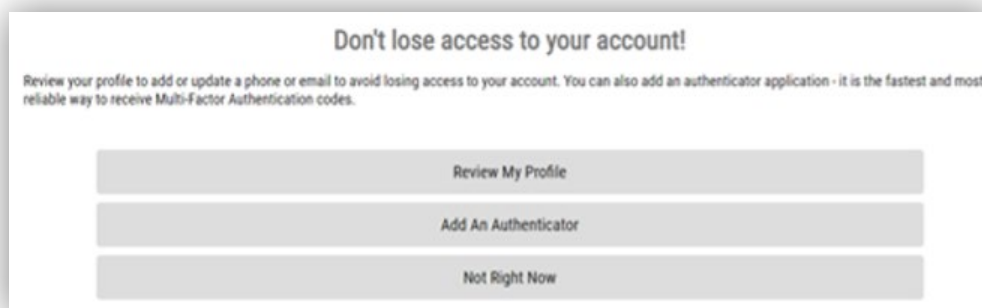 Don't lose access to your account!
Review your profile to add or update a phone or email to avoid losing access to your account. You can also add an authenticator application - it is the fastest and most
reliable way to receive Multi-Factor Authentication codes.
Review My Profile
Add An Authenticator
Not Right Now